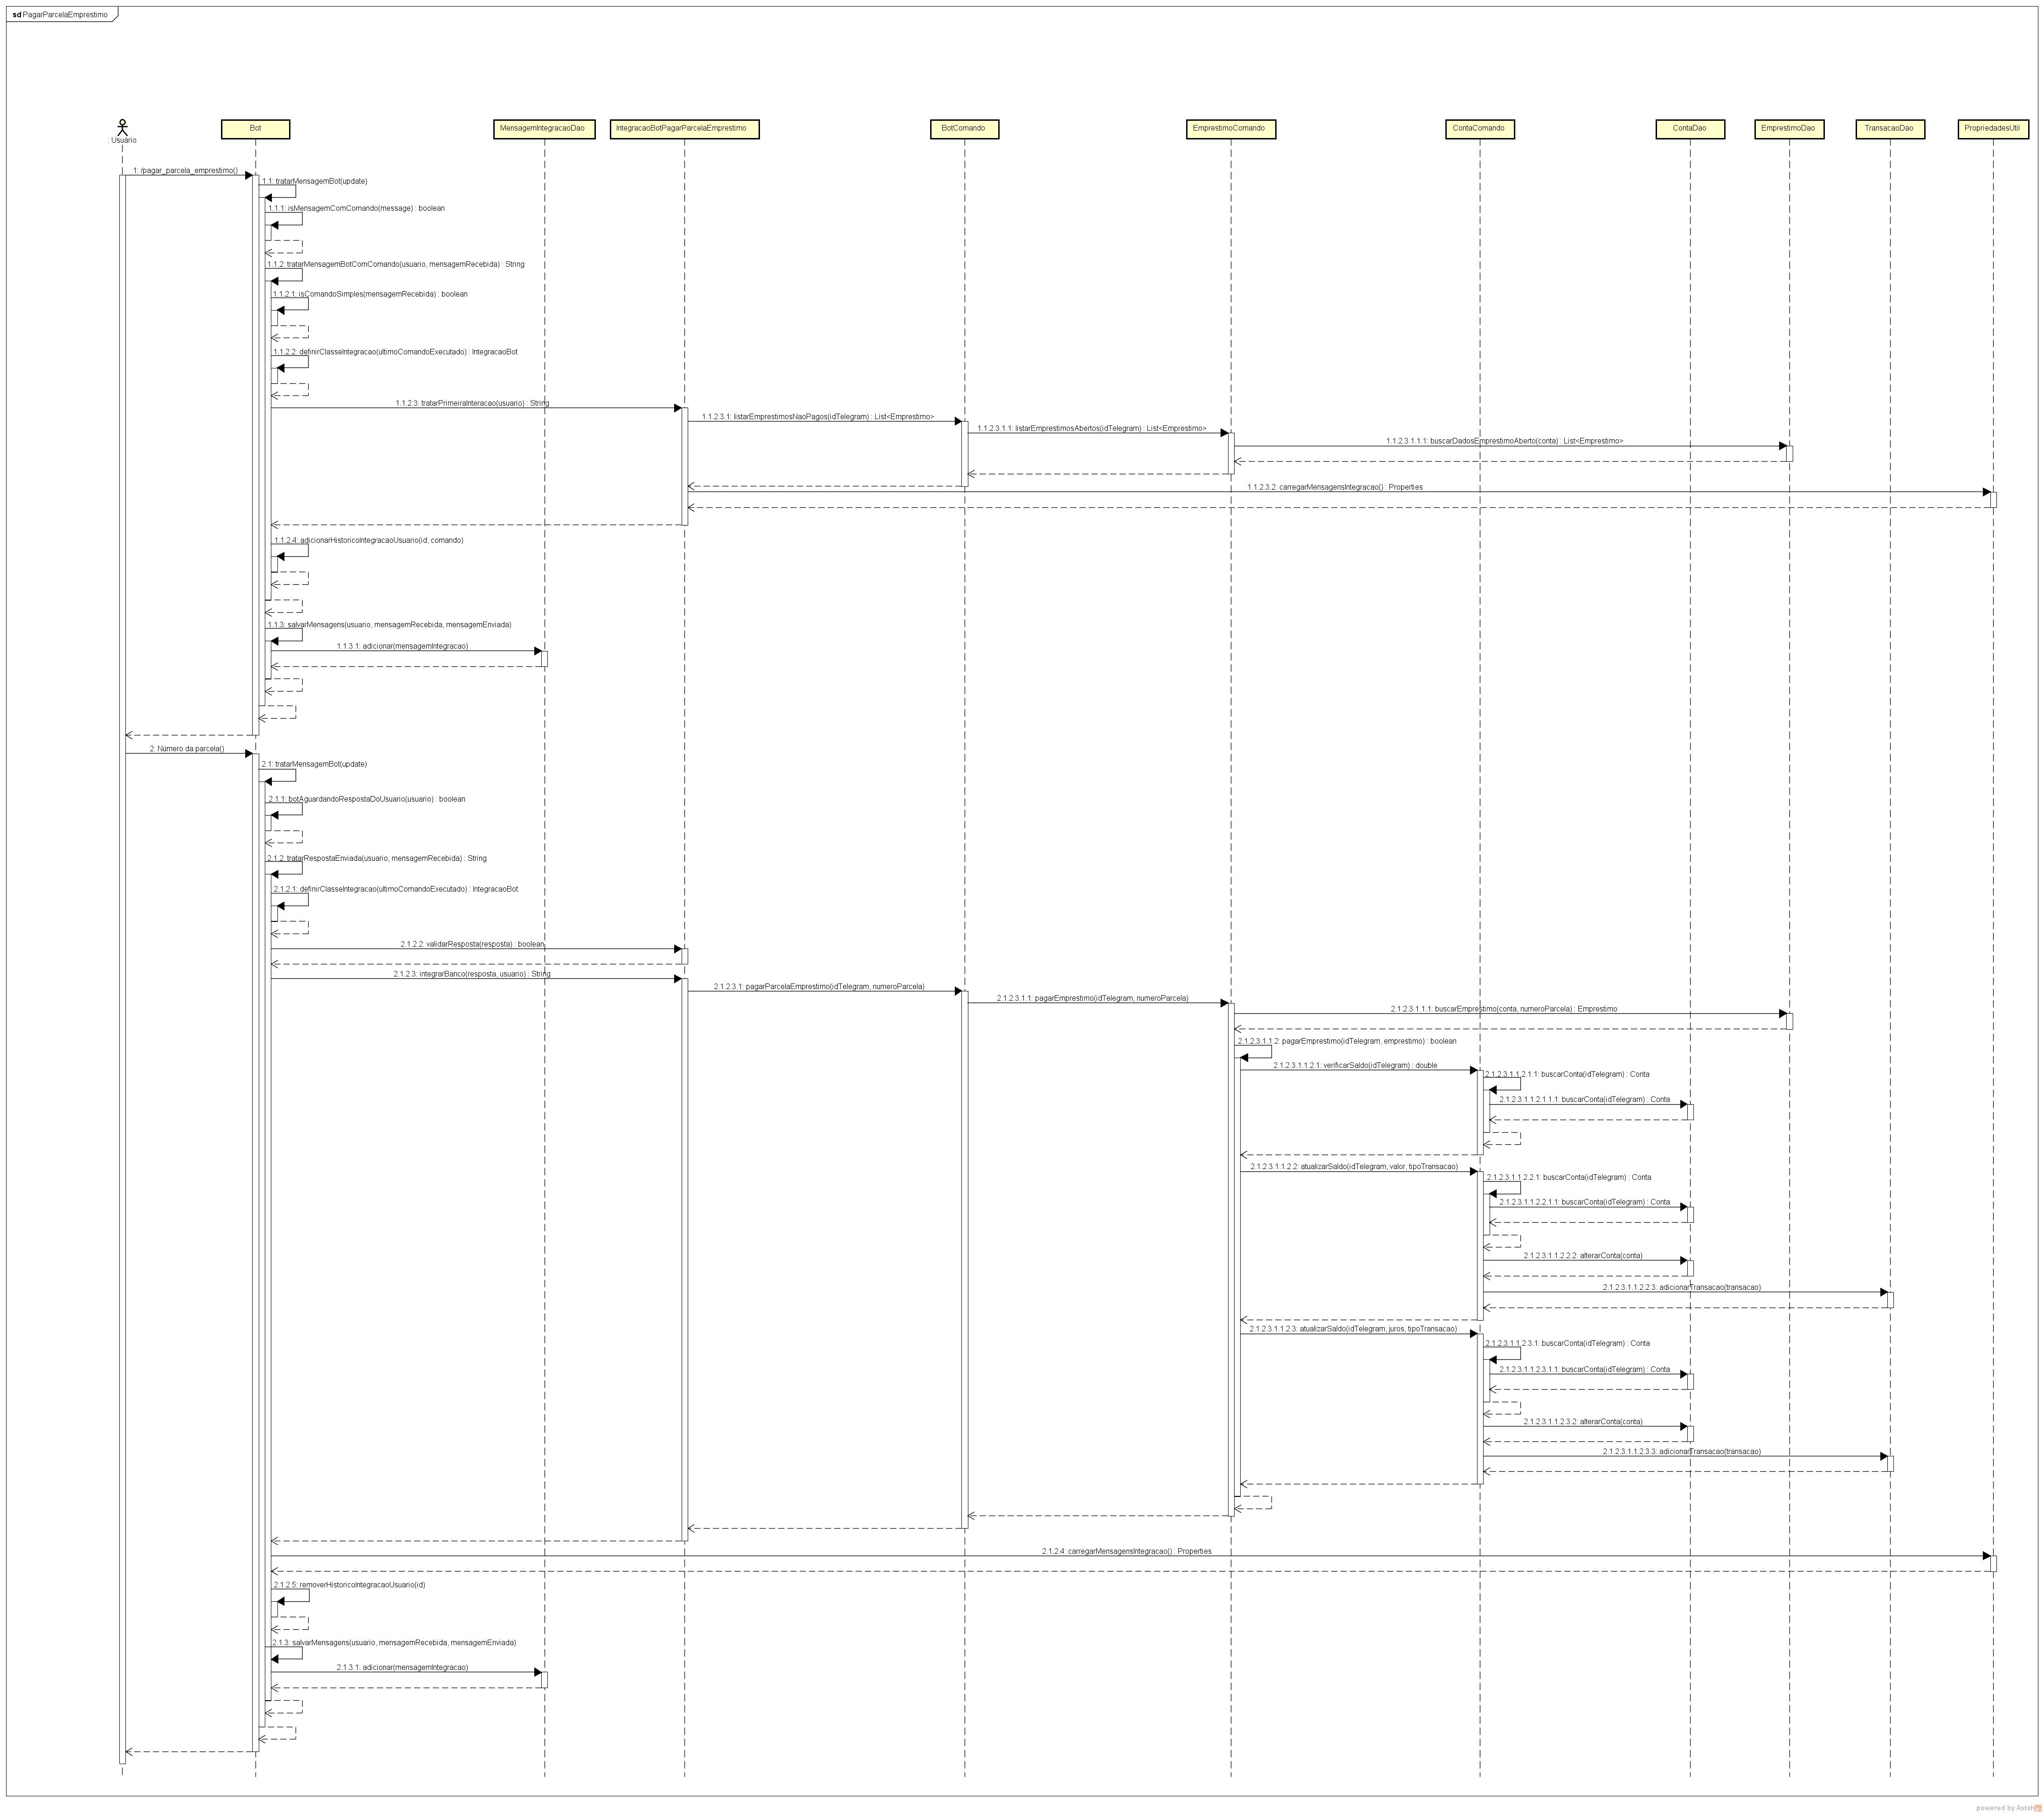 sd PagarParcelaEmprestimo
: Usuário
Bot
MensagemIntegracaoDao
IntegracaoBotPagarParcelaEmprestimo
BotComando
EmprestimoComando
ContaComando
ContaDao
EmprestimoDao
TransacaoDao
PropriedadesUtil
1: /pagar_parcela_emprestimo()
1.1: tratarMensagemBot(update)
1.1.1: isMensagemComComando(message) : boolean
1.1.2: tratarMensagemBotComComando(usuario, mensagemRecebida) : String
1.1.2.1: isComandoSimples(mensagemRecebida) : boolean
1.1.2.2: definirClasseIntegracao(ultimoComandoExecutado) : IntegracaoBot
1.1.2.3: tratarPrimeiraInteracao(usuario) : String
1.1.2.3.1: listarEmprestimosNaoPagos(idTelegram) : List<Emprestimo>
1.1.2.3.1.1: listarEmprestimosAbertos(idTelegram) : List<Emprestimo>
1.1.2.3.1.1.1: buscarDadosEmprestimoAberto(conta) : List<Emprestimo>
1.1.2.3.2: carregarMensagensIntegracao() : Properties
1.1.2.4: adicionarHistoricoIntegracaoUsuario(id, comando)
1.1.3: salvarMensagens(usuario, mensagemRecebida, mensagemEnviada)
1.1.3.1: adicionar(mensagemIntegracao)
2: Número da parcela()
2.1: tratarMensagemBot(update)
2.1.1: botAguardandoRespostaDoUsuario(usuario) : boolean
2.1.2: tratarRespostaEnviada(usuario, mensagemRecebida) : String
2.1.2.1: definirClasseIntegracao(ultimoComandoExecutado) : IntegracaoBot
2.1.2.2: validarResposta(resposta) : boolean
2.1.2.3: integrarBanco(resposta, usuario) : String
2.1.2.3.1: pagarParcelaEmprestimo(idTelegram, numeroParcela)
2.1.2.3.1.1: pagarEmprestimo(idTelegram, numeroParcela)
2.1.2.3.1.1.1: buscarEmprestimo(conta, numeroParcela) : Emprestimo
2.1.2.3.1.1.2: pagarEmprestimo(idTelegram, emprestimo) : boolean
2.1.2.3.1.1.2.1: verificarSaldo(idTelegram) : double
2.1.2.3.1.1.2.1.1: buscarConta(idTelegram) : Conta
2.1.2.3.1.1.2.1.1.1: buscarConta(idTelegram) : Conta
2.1.2.3.1.1.2.2: atualizarSaldo(idTelegram, valor, tipoTransacao)
2.1.2.3.1.1.2.2.1: buscarConta(idTelegram) : Conta
2.1.2.3.1.1.2.2.1.1: buscarConta(idTelegram) : Conta
2.1.2.3.1.1.2.2.2: alterarConta(conta)
2.1.2.3.1.1.2.2.3: adicionarTransacao(transacao)
2.1.2.3.1.1.2.3: atualizarSaldo(idTelegram, juros, tipoTransacao)
2.1.2.3.1.1.2.3.1: buscarConta(idTelegram) : Conta
2.1.2.3.1.1.2.3.1.1: buscarConta(idTelegram) : Conta
2.1.2.3.1.1.2.3.2: alterarConta(conta)
2.1.2.3.1.1.2.3.3: adicionarTransacao(transacao)
2.1.2.4: carregarMensagensIntegracao() : Properties
2.1.2.5: removerHistoricoIntegracaoUsuario(id)
2.1.3: salvarMensagens(usuario, mensagemRecebida, mensagemEnviada)
2.1.3.1: adicionar(mensagemIntegracao)
powered by Astah